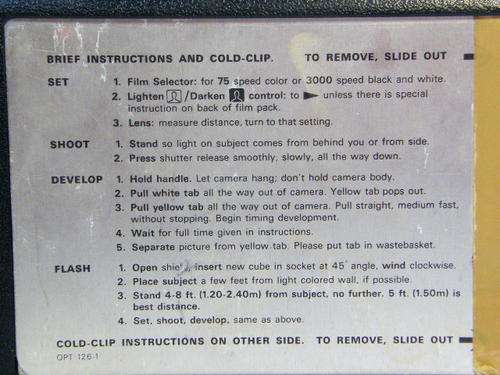 BRIEF INSTRUCTIONS AND COLD-CLIP. TO REMOVE, SLIDE OUT
SET 1. Film Selector: for 75 speed color or 3000 speed black and white.
2. Lighten /Darken control: to ► unless there is special
instruction on back of film pack.
3. Lens: measure distance, turn to that setting.
SHOOT 1. Stand so light on subject comes from behind you or from side.
2. Press shutter release smoothly, slowly, all the way down.
DEVELOP 1. Hold handle. Let camera hang; don't hold camera body.
2. Pull white tab all the way out of camera. Yellow tab pops out.
3. Pull yellow tab all the way out of camera. Pull straight, medium fast,
without stopping. Begin timing development.
4. Wait for full time given in instructions.
5. Separate picture from yellow tab. Please put tab in wastebasket.
FLASH 1. Open shield, insert new cube in socket at 45° angle, wind clockwise.
2. Place subject a few feet from light colored wall, if possible.
3. Stand 4-8 ft. (1.20-2.40m) from subject, no further. 5 ft. (1.50m) is
best distance.
4. Set, shoot, develop, same as above.
COLD-CLIP INSTRUCTIONS ON OTHER SIDE. TO REMOVE, SLIDE OUT
OPT 126-1